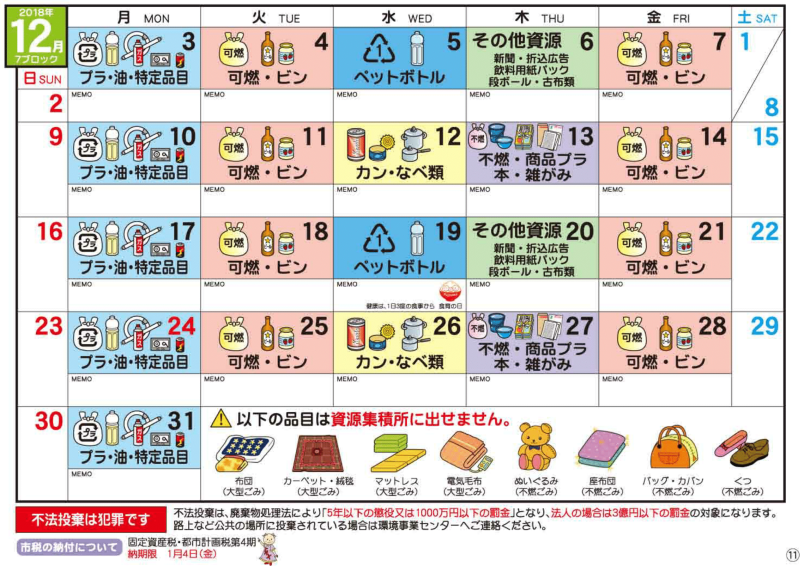 2018年
12月
7ブロック
月 MON
火 TUE
水 WED
木 THU
金 FRI
土 SAT
日 SUN
プラ
ガス
3
プラ・油・特定品目
MEMO
可燃
4
可燃・ビン
MEMO
1
5
ペットボトル
MEMO
その他資源 6
新聞・折込広告
飲料用紙パック
段ボール・古布類
MEMO
可燃
7
可燃・ビン
MEMO
1
8
2
9
プラ
ガス
10
プラ・油・特定品目
MEMO
可燃
11
可燃・ビン
MEMO
12
カン・なべ類
MEMO
不燃
13
不燃・商品プラ
本・雑がみ
MEMO
可燃
14
可燃・ビン
MEMO
15
16
プラ
ガス
17
プラ・油・特定品目
MEMO
可燃
18
可燃・ビン
MEMO
1
19
ペットボトル
MEMO
健康は、1日3度の食事から 食育の日
その他資源 20
新聞・折込広告
飲料用紙パック
段ボール・古布類
MEMO
可燃
21
可燃・ビン
MEMO
22
23
プラ
ガス
24
プラ・油・特定品目
MEMO
可燃
25
可燃・ビン
MEMO
26
カン・なべ類
MEMO
不燃
27
不燃・商品プラ
本・雑がみ
MEMO
可燃
28
可燃・ビン
MEMO
29
30
プラ
ガス
31
プラ・油・特定品目
MEMO
以下の品目は資源集積所に出せません。
布団
(大型ごみ)
カーペット・絨毯
(大型ごみ)
マットレス
(大型ごみ)
電気毛布
(大型ごみ)
ぬいぐるみ
(不燃ごみ)
座布団
(不燃ごみ)
バッグ・カバン
(不燃ごみ)
くつ
(不燃ごみ)
不法投棄は犯罪です
不法投棄は、廃棄物処理法により「5年以下の懲役又は1000万円以下の罰金」となり、法人の場合は3億円以下の罰金の対象になります。
路上など公共の場所に投棄されている場合は環境事業センターへご連絡ください。
市税の納付について
固定資産税・都市計画税第4期
納期限 1月4日(金)
11